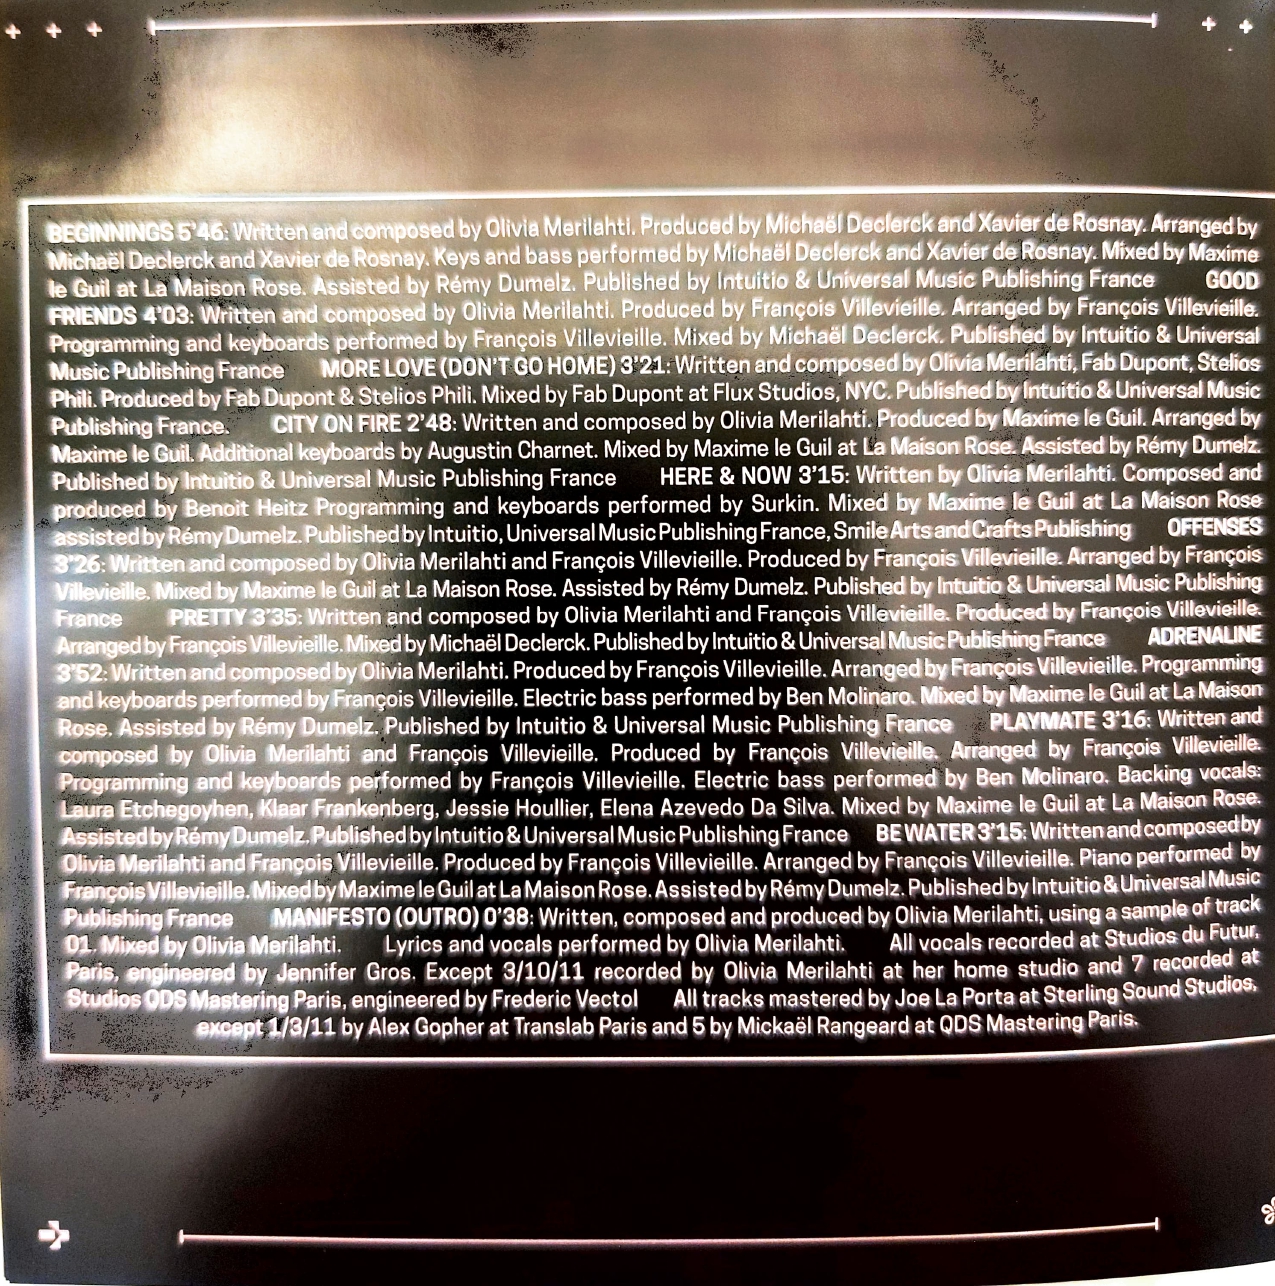 BEGINNINGS 5'46: Written and composed by Olivia Merilahti. Produced by Michaël Declerck and Xavier de Rosnay. Arranged by
Michaël Declerck and Xavier de Rosnay. Keys and bass performed by Michaël Declerck and Xavier de Rosnay. Mixed by Maxime
le Guil at La Maison Rose. Assisted by Rémy Dumelz. Published by Intuitio & Universal Music Publishing France GOOD
FRIENDS 4'03: Written and composed by Olivia Merilahti. Produced by François Villevieille. Arranged by François Villevieille.
Programming and keyboards performed by François Villevieille. Mixed by Michaël Declerck. Published by Intuitio & Universal
Music Publishing France MORE LOVE (DON'T GO HOME) 3'21: Written and composed by Olivia Merilahti, Fab Dupont, Stelios
Phili. Produced by Fab Dupont & Stelios Phili. Mixed by Fab Dupont at Flux Studios, NYC. Published by Intuitio & Universal Music
Publishing France. CITY ON FIRE 2'48: Written and composed by Olivia Merilahti. Produced by Maxime le Guil. Arranged by
Maxime le Guil. Additional keyboards by Augustin Charnet. Mixed by Maxime le Guil at La Maison Rose. Assisted by Rémy Dumelz.
Published by Intuitio & Universal Music Publishing France HERE & NOW 3'15: Written by Olivia Merilahti. Composed and
produced by Benoit Heitz Programming and keyboards performed by Surkin. Mixed by Maxime le Guil at La Maison Rose
assisted by Rémy Dumelz. Published by Intuitio, Universal Music Publishing France, Smile Arts and Crafts Publishing OFFENSES
3'26: Written and composed by Olivia Merilahti and François Villevieille. Produced by François Villevieille. Arranged by François
Villevieille. Mixed by Maxime le Guil at La Maison Rose. Assisted by Rémy Dumelz. Published by Intuitio & Universal Music Publishing
France PRETTY 3'35: Written and composed by Olivia Merilahti and François Villevieille. Produced by François Villevieille.
Arranged by François Villevieille. Mixed by Michaël Declerck. Published by Intuitio & Universal Music Publishing France ADRENALINE
3'52: Written and composed by Olivia Merilahti. Produced by François Villevieille. Arranged by François Villevieille. Programming
and keyboards performed by François Villevieille. Electric bass performed by Ben Molinaro. Mixed by Maxime le Guil at La Maison
Rose. Assisted by Rémy Dumelz. Published by Intuitio & Universal Music Publishing France PLAYMATE 3'16: Written and
composed by Olivia Merilahti and François Villevieille. Produced by François Villevieille. Arranged by François Villevieille.
Programming and keyboards performed by François Villevieille. Electric bass performed by Ben Molinaro. Backing vocals:
Laura Etchegoyhen, Klaar Frankenberg, Jessie Houllier, Elena Azevedo Da Silva. Mixed by Maxime le Guil at La Maison Rose.
Assisted by Rémy Dumelz. Published by Intuitio & Universal Music Publishing France BE WATER 3'15: Written and composed by
Olivia Merilahti and François Villevieille. Produced by François Villevieille. Arranged by François Villevieille. Piano performed by
François Villevieille. Mixed by Maxime le Guil at La Maison Rose. Assisted by Rémy Dumelz. Published by Intuitio & Universal Music
Publishing France MANIFESTO (OUTRO) 0'38: Written, composed and produced by Olivia Merilahti, using a sample of track
01. Mixed by Olivia Merilahti. Lyrics and vocals performed by Olivia Merilahti. All vocals recorded at Studios du Futur,
Paris, engineered by Jennifer Gros. Except 3/10/11 recorded by Olivia Merilahti at her home studio and 7 recorded at
Studios QDS Mastering Paris, engineered by Frederic Vectol All tracks mastered by Joe La Porta at Sterling Sound Studios,
except 1/3/11 by Alex Gopher at Translab Paris and 5 by Mickaël Rangeard at QDS Mastering Paris.